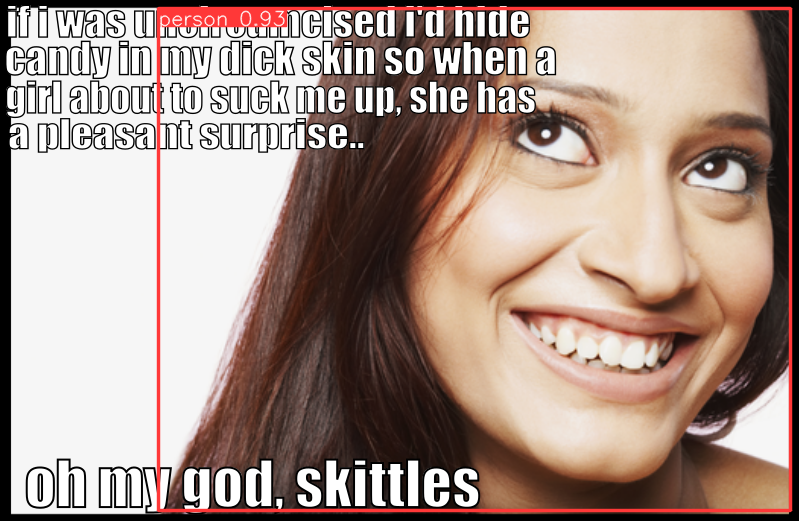 if i was uncircumcised i'd hide
person 0.93
candy in my dick skin so when a
girl about to suck me up, she has
a pleasant surprise..
oh my god, skittles